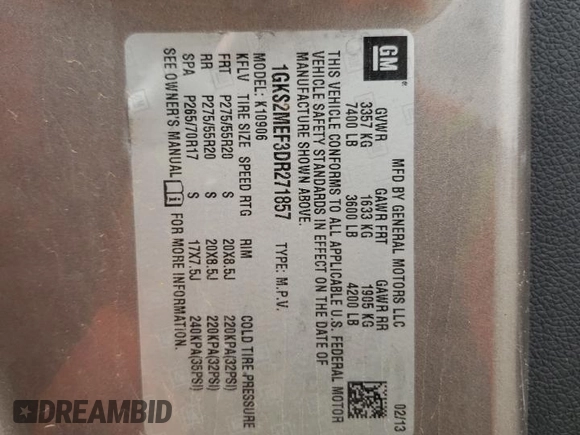 GM
MFD BY GENERAL MOTORS LLC 02/13
GVWR GAWR FRT GAWR RR
3357 KG 1633 KG 1905 KG
7400 LB 3600 LB 4200 LB
THIS VEHICLE CONFORMS TO ALL APPLICABLE U.S. FEDERAL MOTOR
VEHICLE SAFETY STANDARDS IN EFFECT ON THE DATE OF
MANUFACTURE SHOWN ABOVE.
1GKS2MEF3DR271857 TYPE: M.P.V.
MODEL: K10906
KFLV TIRE SIZE SPEED RTG RIM COLD TIRE PRESSURE
FRT P275/55R20 S 20X8.5J 220KPA(32PSI)
RR P275/55R20 S 20X8.5J 220KPA(32PSI)
SPA P265/70R17 S 17X7.5J 240KPA(35PSI)
SEE OWNER'S MANUAL i FOR MORE INFORMATION.
DREAMBID